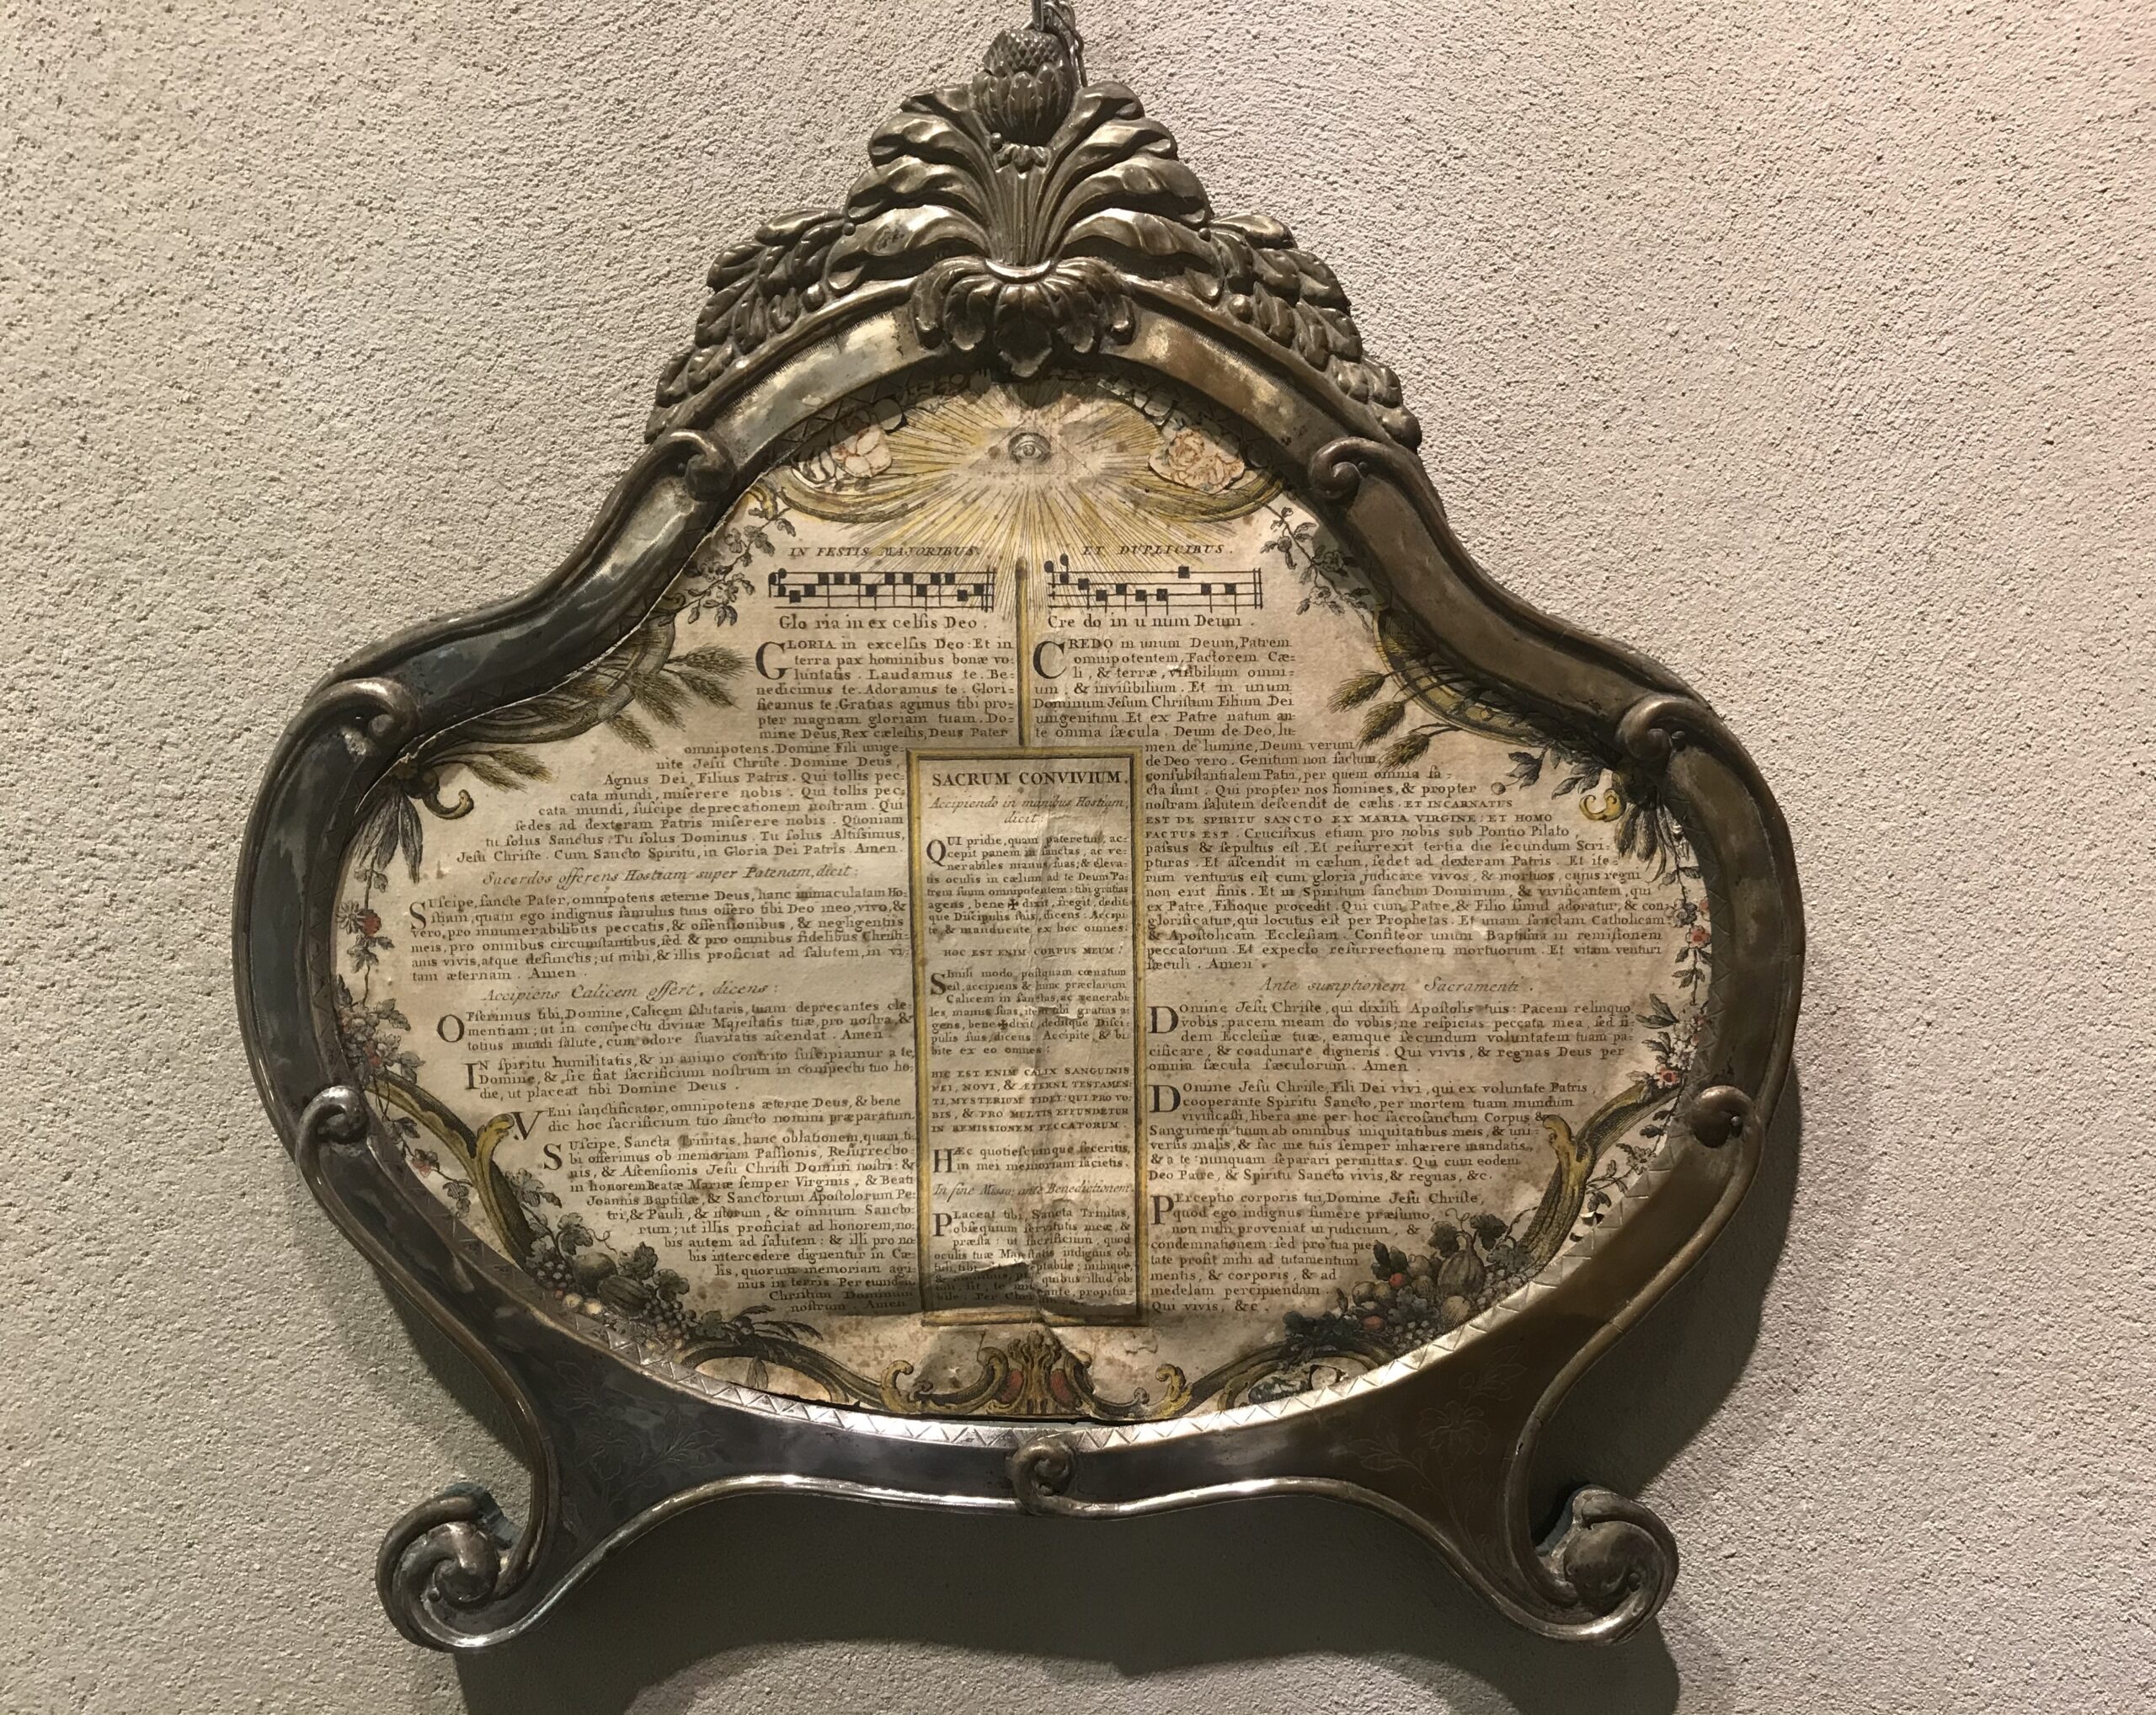 IN FESTIS MAJORIBUS.
Glo ria in ex celſis Deo .
GLORIA in excelſis Deo: Et in
terra pax hominibus bonæ vo=
luntatis . Laudamus te . Be=
nedicimus te . Adoramus te . Glori=
ficamus te . Gratias agimus tibi pro=
pter magnam gloriam tuam . Do=
mine Deus, Rex cæleſtis, Deus Pater
omnipotens . Domine Fili unige=
nite Jeſu Chriſte . Domine Deus,
Agnus Dei, Filius Patris . Qui tollis pec=
cata mundi, miſerere nobis . Qui tollis pec=
cata mundi, ſuſcipe deprecationem noſtram . Qui
ſedes ad dexteram Patris miſerere nobis . Quoniam
tu ſolus Sanctus: Tu ſolus Dominus . Tu ſolus Altiſſimus,
Jeſu Chriſte . Cum Sancto Spiritu, in Gloria Dei Patris . Amen .
Sacerdos offerens Hostiam super Patenam, dicit:
Suſcipe, ſancte Pater, omnipotens æterne Deus, hanc immaculatam Ho=
ſtiam, quam ego indignus famulus tuus offero tibi Deo meo, vivo, &
vero, pro innumerabilibus peccatis, & offenſionibus, & negligentiis
meis, pro omnibus circumſtantibus, ſed & pro omnibus fidelibus Chriſti=
anis vivis, atque defunctis; ut mihi, & illis proficiat ad ſalutem, in vi=
tam æternam . Amen .
Accipiens Calicem offert, dicens:
Offerimus tibi, Domine, Calicem ſalutaris, tuam deprecantes cle=
mentiam; ut in conſpectu divinæ Majeſtatis tuæ, pro noſtra, &
totius mundi ſalute, cum odore ſuavitatis aſcendat . Amen .
IN ſpiritu humilitatis, & in animo contrito ſuſcipiamur a te,
Domine, & ſic fiat ſacrificium noſtrum in conſpectu tuo ho=
die, ut placeat tibi Domine Deus .
Veni ſanctificator, omnipotens æterne Deus, & bene
dic hoc ſacrificium tuo ſancto nomini præparatum.
Suſcipe, Sancta Trinitas, hanc oblationem, quam ti=
bi offerimus ob memoriam Paſſionis, Reſurrectio=
nis, & Aſcenſionis Jeſu Chriſti Domini noſtri: &
in honorem Beatæ Mariæ ſemper Virginis, & Beati
Joannis Baptiſtæ, & Sanctorum Apoſtolorum Pe=
tri, & Pauli, & iſtorum, & omnium Sancto=
rum; ut illis proficiat ad honorem, no=
bis autem ad ſalutem: & illi pro no=
bis intercedere dignentur in Cæ=
lis, quorum memoriam agi=
mus in terris. Per eundem
Chriſtum Dominum
noſtrum . Amen .
SACRUM CONVIVIUM.
Accipiendo in manibus Hostiam,
dicit:
QUI pridie, quam pateretur, ac=
cepit panem in ſanctas, ac ve=
nerabiles manus ſuas; & eleva=
tis oculis in cælum ad te Deum Pa=
trem ſuum omnipotentem: tibi gratias
agens, bene✠dixit, fregit, dedit
que Diſcipulis ſuis, dicens: Accipi=
te & manducate ex hoc omnes:
HOC EST ENIM CORPUS MEUM:
Simili modo, poſtquam cœnatum
eſt, accipiens & hunc præclarum
Calicem in ſanctas, ac venerabi=
les manus ſuas, item tibi gratias a=
gens, bene✠dixit, deditque Diſci=
pulis ſuis, dicens: Accipite, & bi=
bite ex eo omnes:
HIC EST ENIM CALIX SANGUINIS
MEI, NOVI, & ÆTERNI TESTAMEN=
TI, MYSTERIUM FIDEI: QUI PRO VO=
BIS, & PRO MULTIS EFFUNDETUR
IN REMISSIONEM PECCATORUM.
Hæc quotieſcunque feceritis,
in mei memoriam facietis.
In fine Missæ, ante Benedictionem.
Placeat tibi, Sancta Trinitas,
obſequium ſervitutis meæ, &
præſta: ut ſacrificium, quod
oculis tuæ Majeſtatis indignus ob=
tuli, tibi ptabile; mihique,
& omnibus, quibus illud ob=
tuli, ſit, te ante, propitia=
bile. Per
ET DUPLICIBUS.
Cre do in u num Deum .
CREDO in unum Deum, Patrem
omnipotentem, Factorem Cæ=
li, & terræ, viſibilium omni=
um, & inviſibilium . Et in unum
Dominum Jeſum Chriſtum Filium Dei
unigenitum . Et ex Patre natum an=
te omnia ſæcula . Deum de Deo, lu=
men de lumine, Deum verum
de Deo vero . Genitum non factum,
conſubſtantialem Patri, per quem omnia fa=
cta ſunt . Qui propter nos homines, & propter
noſtram ſalutem deſcendit de cælis . ET INCARNATUS
EST DE SPIRITU SANCTO EX MARIA VIRGINE: ET HOMO
FACTUS EST . Crucifixus etiam pro nobis ſub Pontio Pilato,
paſſus & ſepultus eſt . Et reſurrexit tertia die ſecundum Scri=
pturas . Et aſcendit in cælum, ſedet ad dexteram Patris . Et ite=
rum venturus eſt cum gloria judicare vivos, & mortuos, cujus regni
non erit finis . Et in Spiritum ſanctum Dominum, & vivificantem, qui
ex Patre, Filioque procedit . Qui cum Patre, & Filio ſimul adoratur, & con=
glorificatur, qui locutus eſt per Prophetas . Et unam ſanctam Catholicam
& Apoſtolicam Eccleſiam . Confiteor unum Baptiſma in remiſſionem
peccatorum . Et expecto reſurrectionem mortuorum . Et vitam venturi
ſæculi . Amen .
Ante sumptionem Sacramenti .
Domine Jeſu Chriſte, qui dixiſti Apoſtolis tuis: Pacem relinquo
vobis, pacem meam do vobis; ne reſpicias peccata mea, ſed fi=
dem Eccleſiæ tuæ, eamque ſecundum voluntatem tuam pa=
cificare, & coadunare digneris . Qui vivis, & regnas Deus per
omnia ſæcula ſæculorum . Amen .
Domine Jeſu Chriſte, Fili Dei vivi, qui ex voluntate Patris
cooperante Spiritu Sancto, per mortem tuam mundum
vivificaſti, libera me per hoc ſacroſanctum Corpus &
Sanguinem tuum ab omnibus iniquitatibus meis, & uni=
verſis malis, & fac me tuis ſemper inhærere mandatis,
& a te nunquam ſeparari permittas. Qui cum eodem
Deo Patre, & Spiritu Sancto vivis, & regnas, &c .
Perceptio corporis tui, Domine Jeſu Chriſte,
quod ego indignus ſumere præſumo,
non mihi proveniat in judicium, &
condemnationem: ſed pro tua pie=
tate profit mihi ad tutamentum
mentis, & corporis, & ad
medelam percipiendam .
Qui vivis, &c .